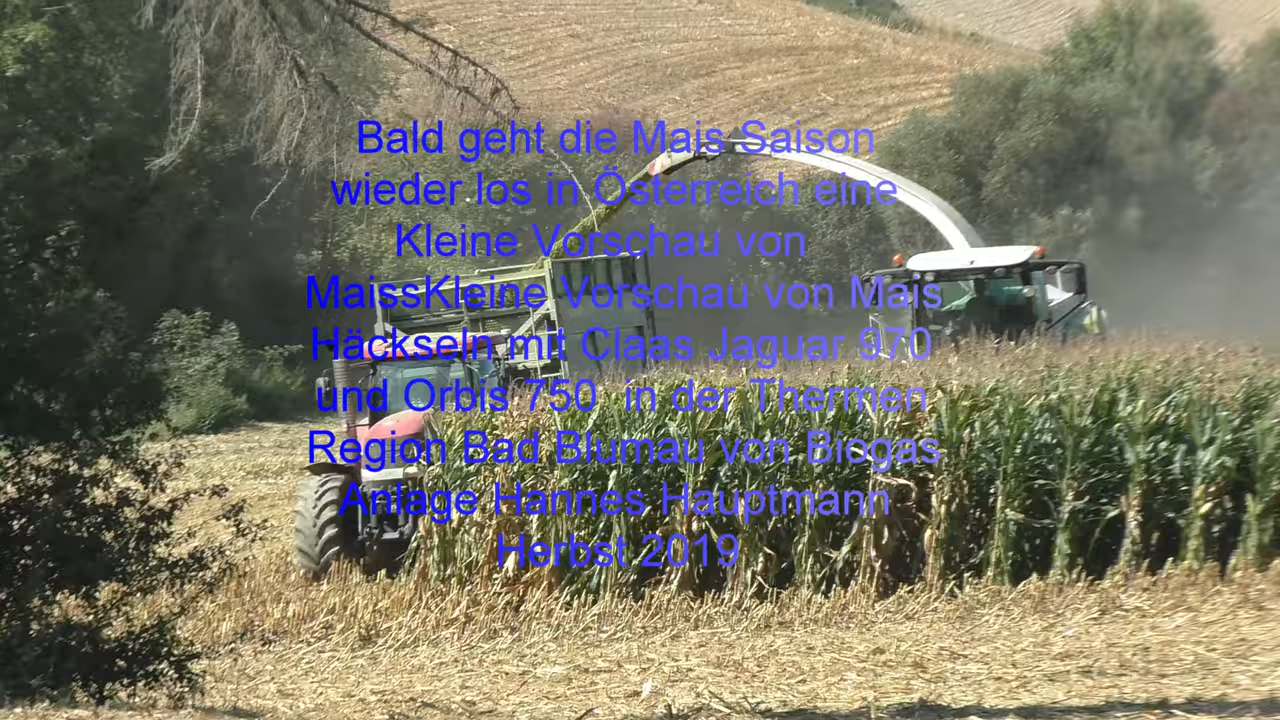 Bald geht die Mais Saison
wieder los in Österreich eine
Kleine Vorschau von
MaissKleine Vorschau von Mais
Häckseln mit Claas Jaguar 970
und Orbis 750  in der Thermen
Region Bad Blumau von Biogas
Anlage Hannes Hauptmann
Herbst 2019